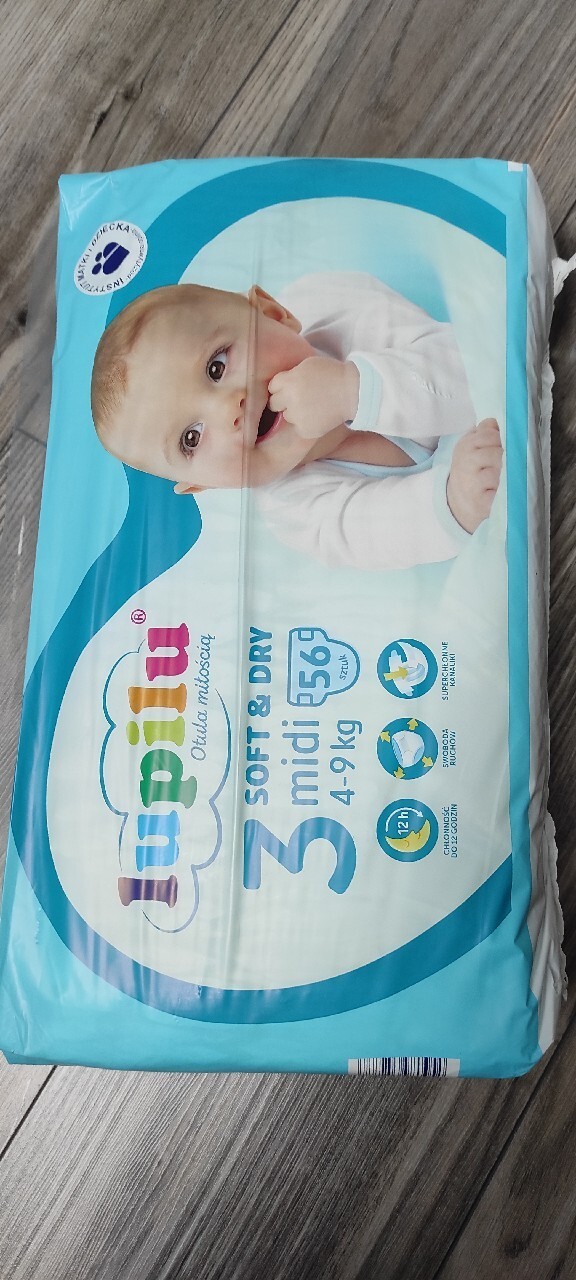 INSTYTUT MATKI I DZIECKA
lupilu®
Otula miłością
3 SOFT & DRY
midi 56 SZTUK
4-9 kg
12 h
CHŁONNOŚĆ
DO 12 GODZIN
SWOBODA
RUCHÓW
SUPERCHŁONNE
KANALIKI